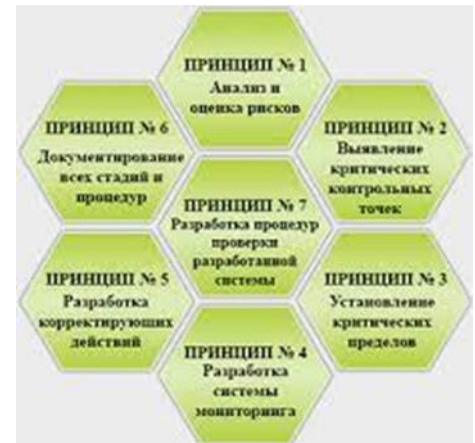 ПРИНЦИП № 1
Анализ и
оценка рисков
ПРИНЦИП № 2
Выявление
критических
контрольных
точек
ПРИНЦИП № 3
Установление
критических
пределов
ПРИНЦИП № 4
Разработка
системы
мониторинга
ПРИНЦИП № 5
Разработка
корректирующих
действий
ПРИНЦИП № 6
Документирование
всех стадий и
процедур
ПРИНЦИП № 7
Разработка процедур
проверки
разработанной
системы